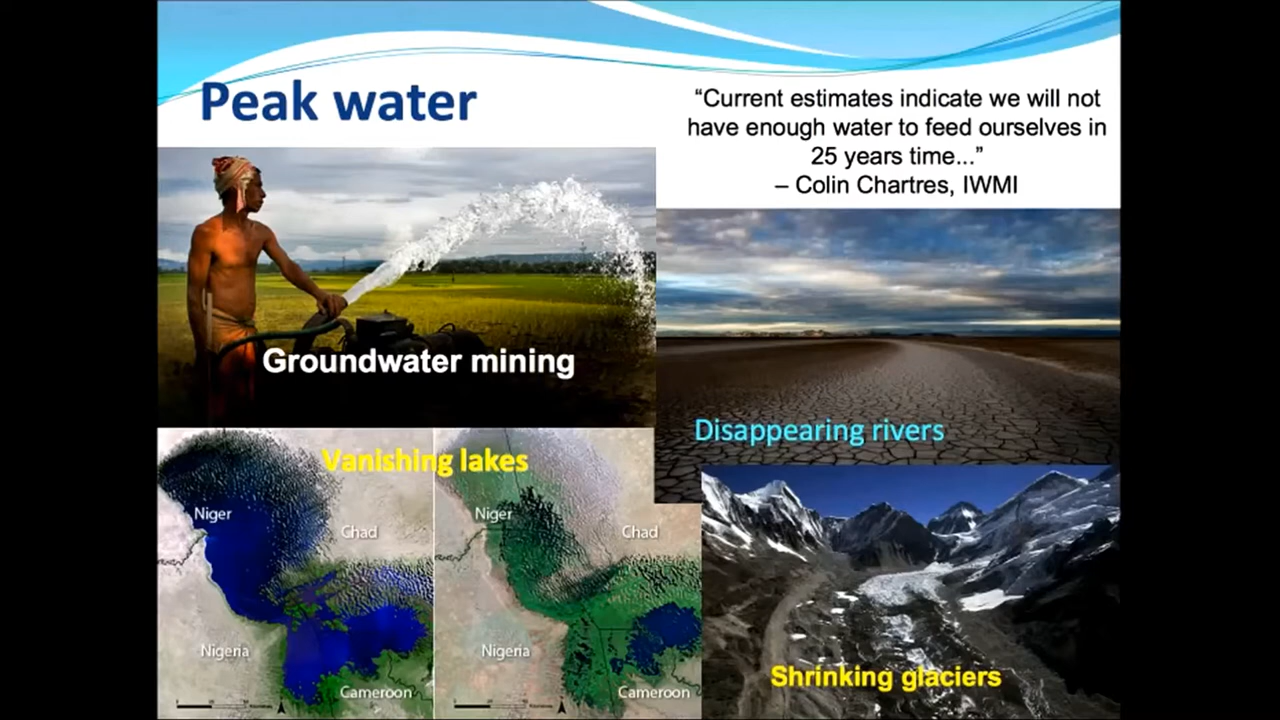 Peak water
“Current estimates indicate we will not
have enough water to feed ourselves in
25 years time...”
– Colin Chartres, IWMI
Groundwater mining
Disappearing rivers
Vanishing lakes
Niger
Chad
Nigeria
Cameroon
Niger
Chad
Nigeria
Cameroon
Shrinking glaciers